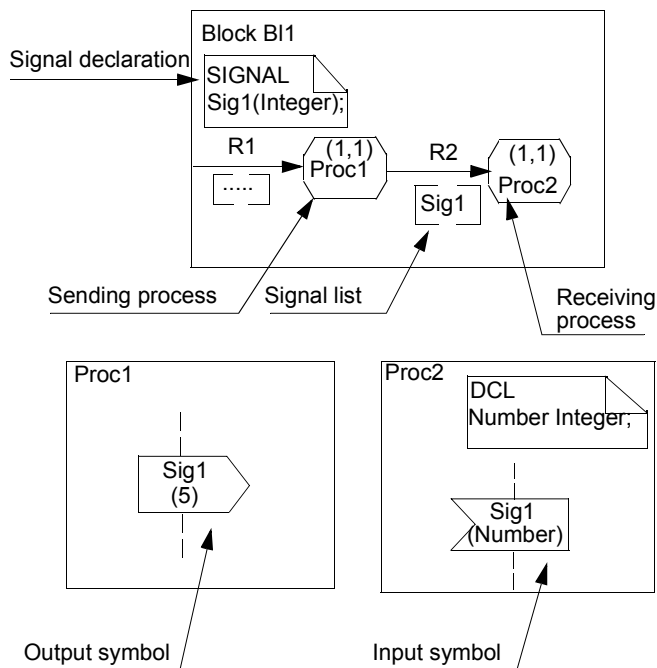 Block Bl1
Signal declaration
SIGNAL
Sig1(Integer);
R1
(1,1)
Proc1
R2
(1,1)
Proc2
.....
Sig1
Sending process
Signal list
Receiving
process
Proc1
Sig1
(5)
Output symbol
Proc2
DCL
Number Integer;
Sig1
(Number)
Input symbol